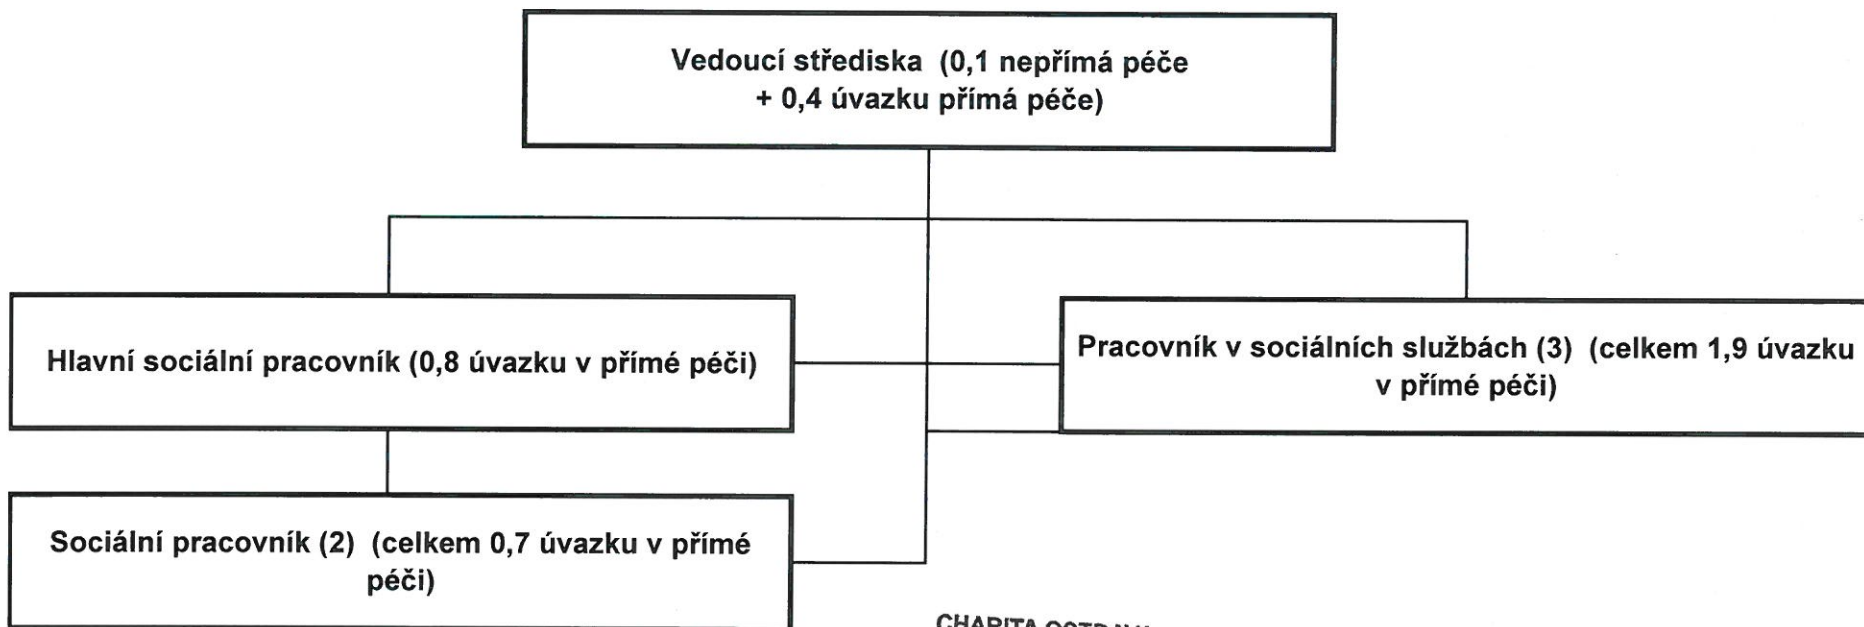 Vedoucí střediska (0,1 nepřímá péče
+ 0,4 úvazku přímá péče)
Hlavní sociální pracovník (0,8 úvazku v přímé péči)
Pracovník v sociálních službách (3) (celkem 1,9 úvazku
v přímé péči)
Sociální pracovník (2) (celkem 0,7 úvazku v přímé
péči)
CHARITA